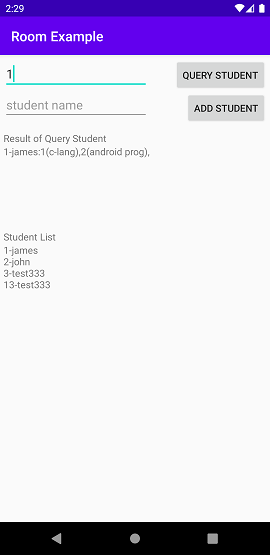 2:29
Room Example
1
QUERY STUDENT
student name
ADD STUDENT
Result of Query Student
1-james:1(c-lang),2(android prog),
Student List
1-james
2-john
3-test333
13-test333